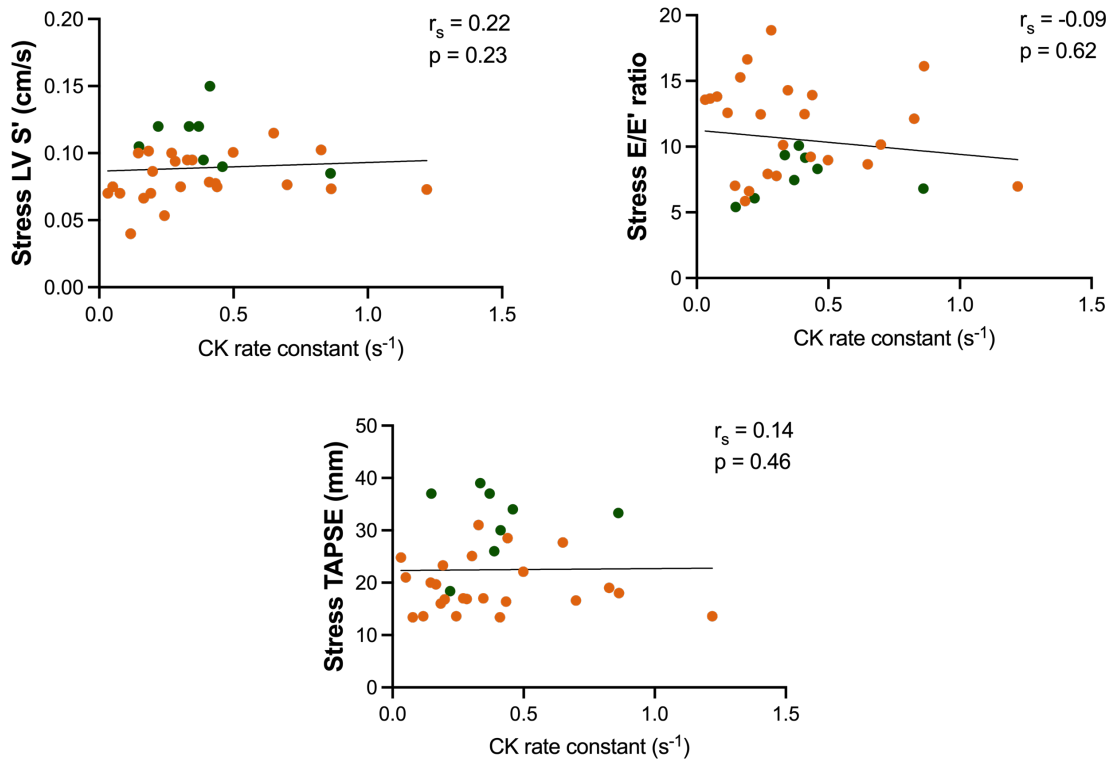 Stress LV S' (cm/s)
0.20
0.15
0.10
0.05
0.00
0.0 0.5 1.0 1.5
CK rate constant (s-1)
rs = 0.22
p = 0.23
Stress E/E' ratio
20
15
10
5
0
0.0 0.5 1.0 1.5
CK rate constant (s-1)
rs = -0.09
p = 0.62
Stress TAPSE (mm)
50
40
30
20
10
0
0.0 0.5 1.0 1.5
CK rate constant (s-1)
rs = 0.14
p = 0.46